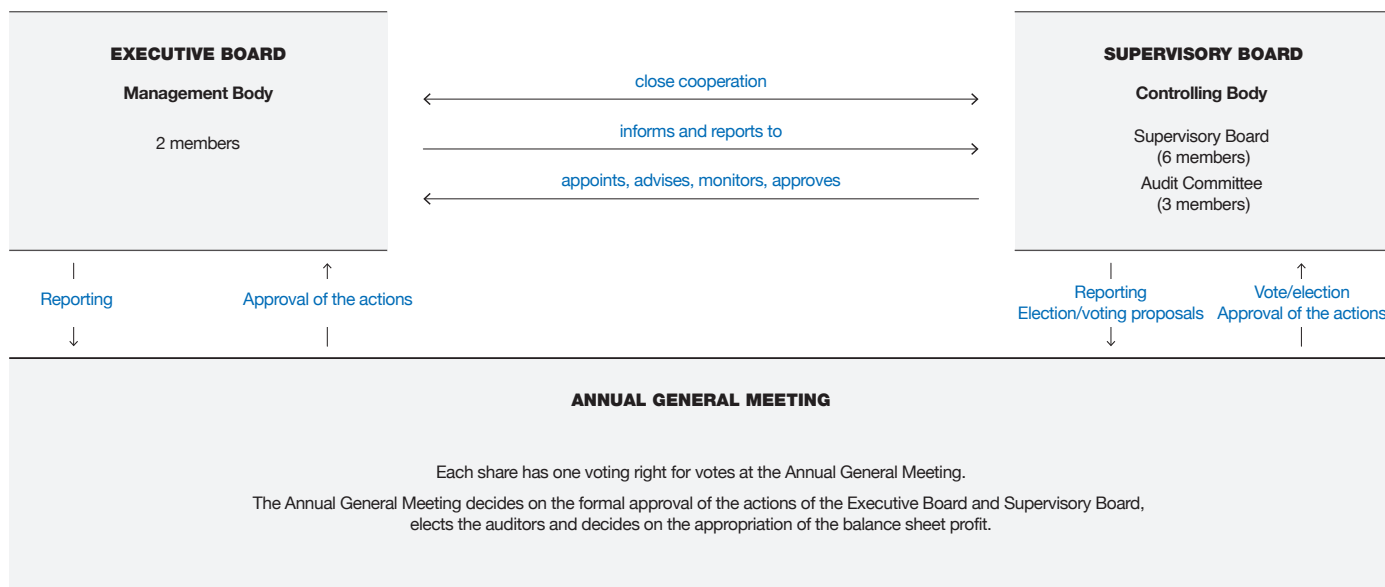 EXECUTIVE BOARD
Management Body
2 members
close cooperation
informs and reports to
appoints, advises, monitors, approves
SUPERVISORY BOARD
Controlling Body
Supervisory Board
(6 members)
Audit Committee
(3 members)
Reporting
Approval of the actions
Reporting
Election/voting proposals
Vote/election
Approval of the actions
ANNUAL GENERAL MEETING
Each share has one voting right for votes at the Annual General Meeting.
The Annual General Meeting decides on the formal approval of the actions of the Executive Board and Supervisory Board,
elects the auditors and decides on the appropriation of the balance sheet profit.